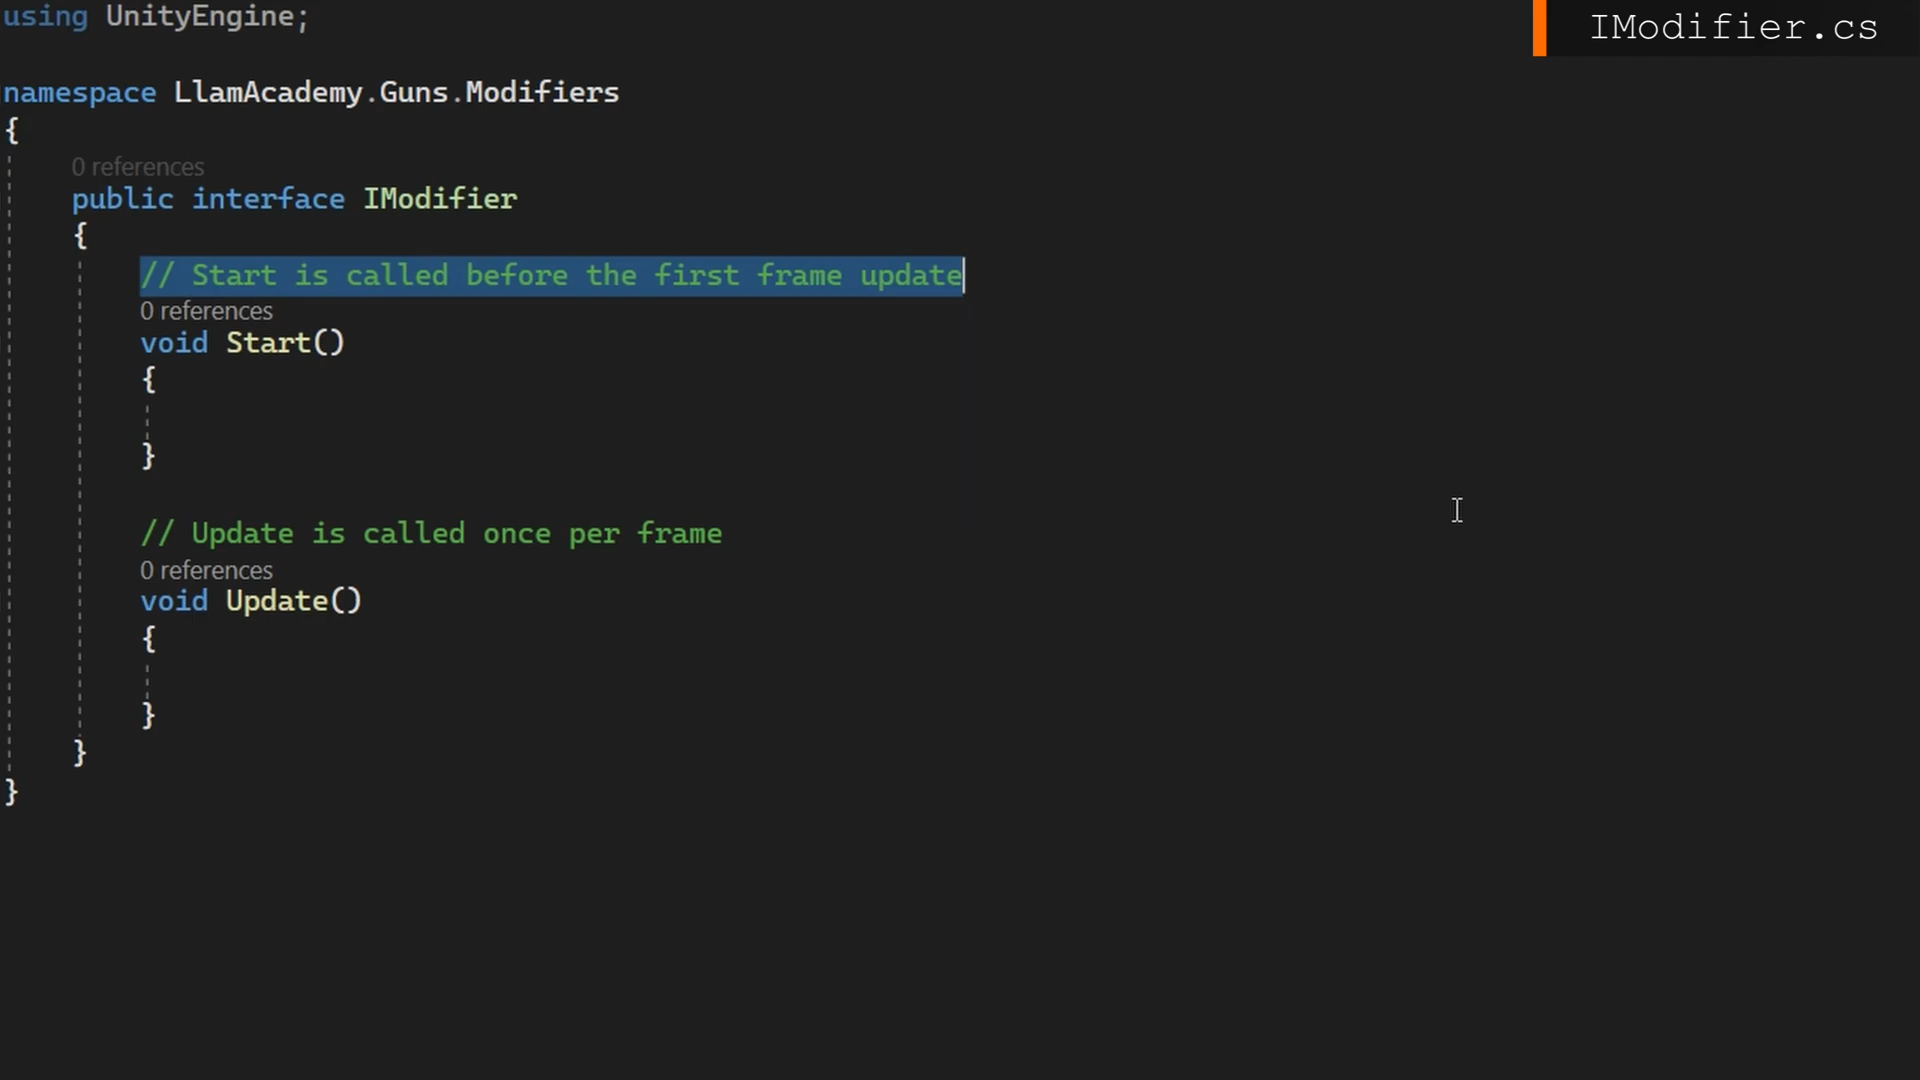 using UnityEngine;
IModifier.cs
namespace LlamAcademy.Guns.Modifiers
{
0 references
public interface IModifier
{
// Start is called before the first frame update
0 references
void Start()
{
}
// Update is called once per frame
0 references
void Update()
{
}
}
}